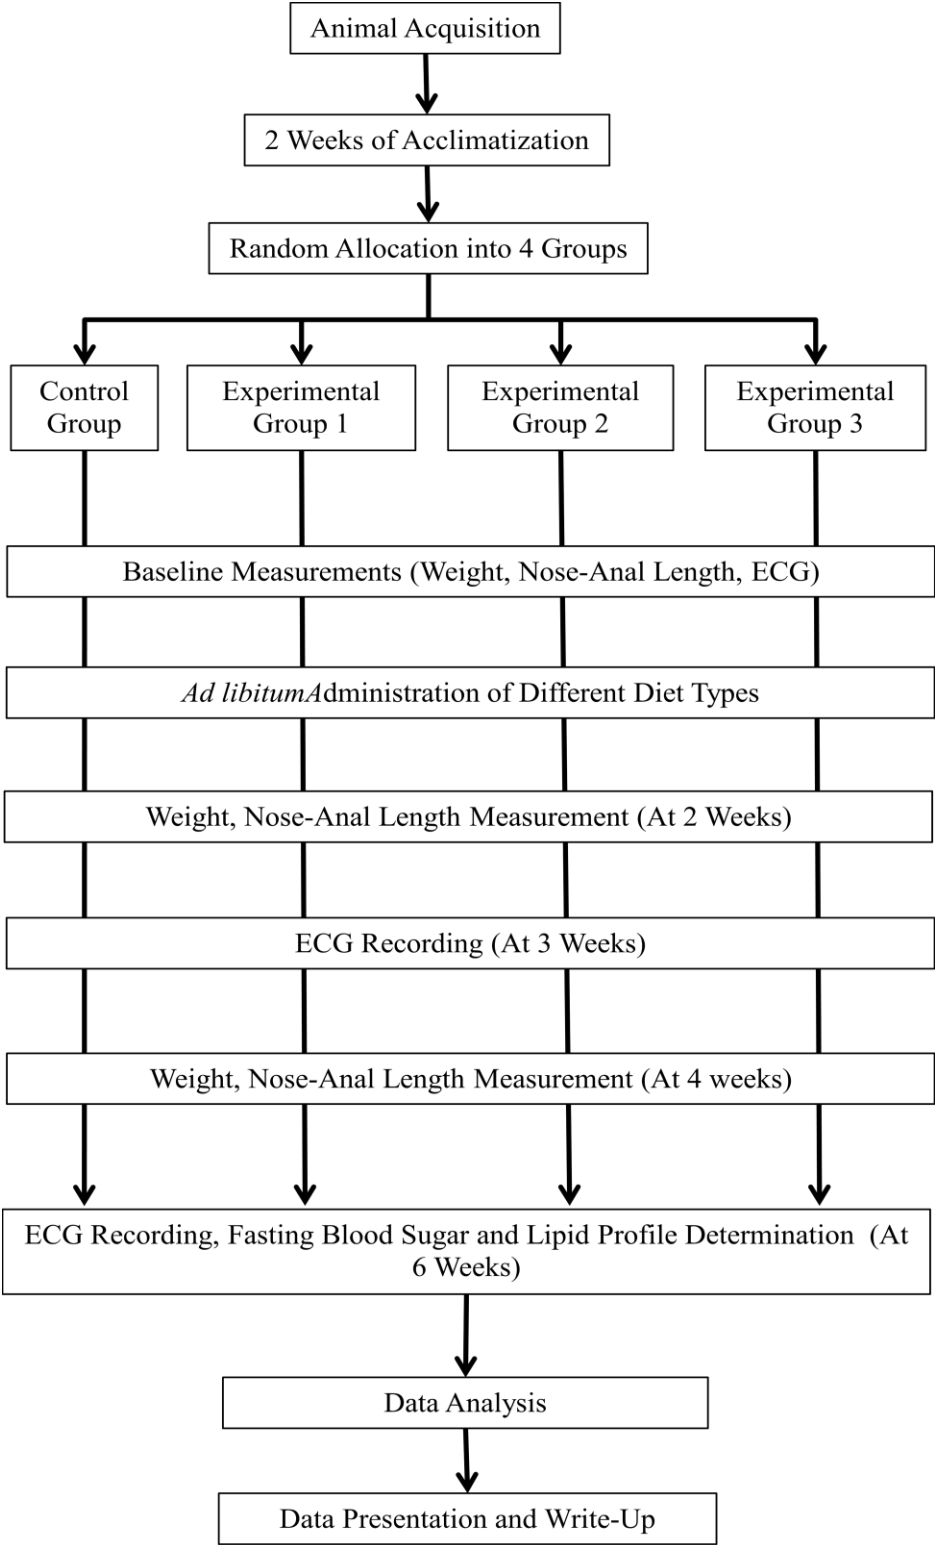 Animal Acquisition
2 Weeks of Acclimatization
Random Allocation into 4 Groups
Control
Group
Experimental
Group 1
Experimental
Group 2
Experimental
Group 3
Baseline Measurements (Weight, Nose-Anal Length, ECG)
Ad libitumAdministration of Different Diet Types
Weight, Nose-Anal Length Measurement (At 2 Weeks)
ECG Recording (At 3 Weeks)
Weight, Nose-Anal Length Measurement (At 4 weeks)
ECG Recording, Fasting Blood Sugar and Lipid Profile Determination  (At
6 Weeks)
Data Analysis
Data Presentation and Write-Up